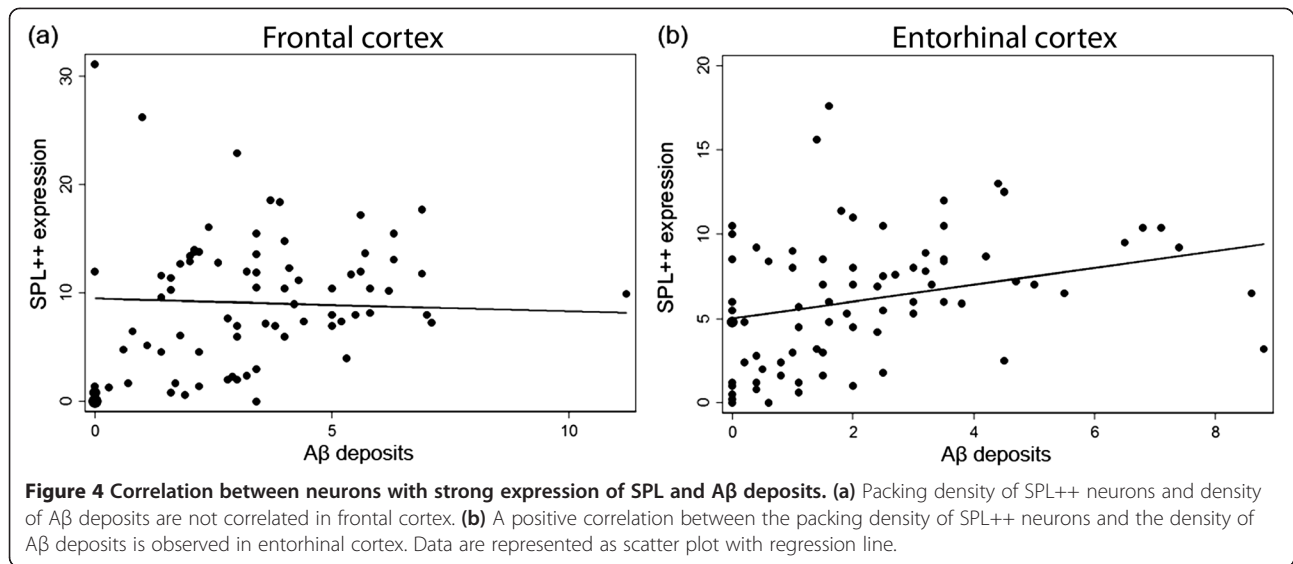 (a) Frontal cortex
30
20
10
0
SPL++ expression
0 5 10
Aβ deposits
(b) Entorhinal cortex
20
15
10
5
0
SPL++ expression
0 2 4 6 8
Aβ deposits
Figure 4 Correlation between neurons with strong expression of SPL and Aβ deposits. (a) Packing density of SPL++ neurons and density
of Aβ deposits are not correlated in frontal cortex. (b) A positive correlation between the packing density of SPL++ neurons and the density of
Aβ deposits is observed in entorhinal cortex. Data are represented as scatter plot with regression line.